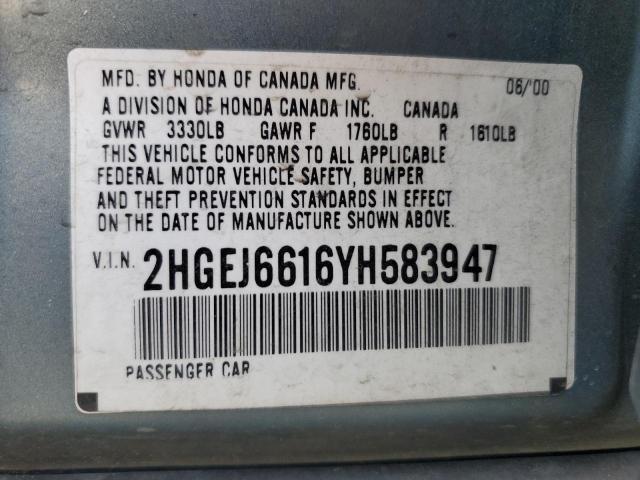 MFD. BY HONDA OF CANADA MFG. 06/'00
A DIVISION OF HONDA CANADA INC. CANADA
GVWR 3330LB GAWR F 1760LB R 1610LB
THIS VEHICLE CONFORMS TO ALL APPLICABLE
FEDERAL MOTOR VEHICLE SAFETY, BUMPER
AND THEFT PREVENTION STANDARDS IN EFFECT
ON THE DATE OF MANUFACTURE SHOWN ABOVE.
V.I.N. 2HGEJ6616YH583947
PASSENGER CAR